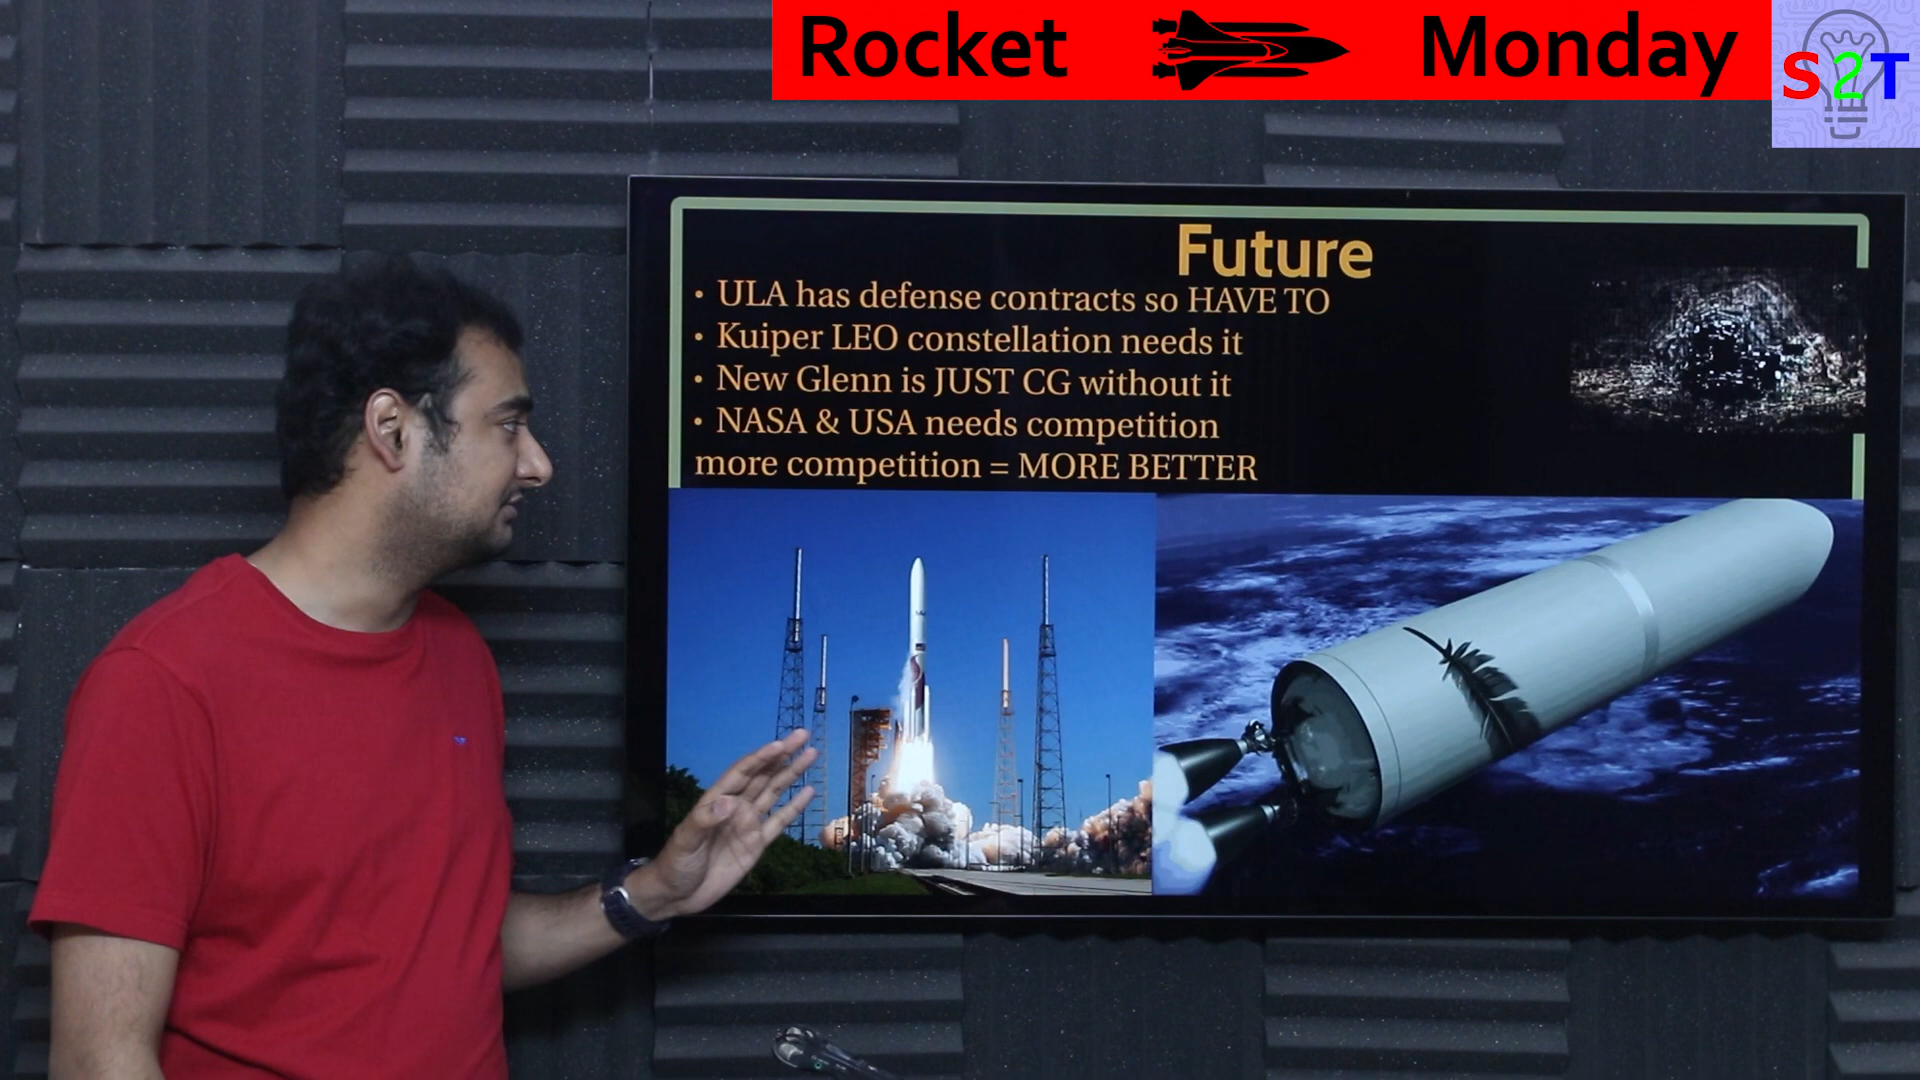 Rocket Monday
S2T
Future
• ULA has defense contracts so HAVE TO
• Kuiper LEO constellation needs it
• New Glenn is JUST CG without it
• NASA & USA needs competition
more competition = MORE BETTER